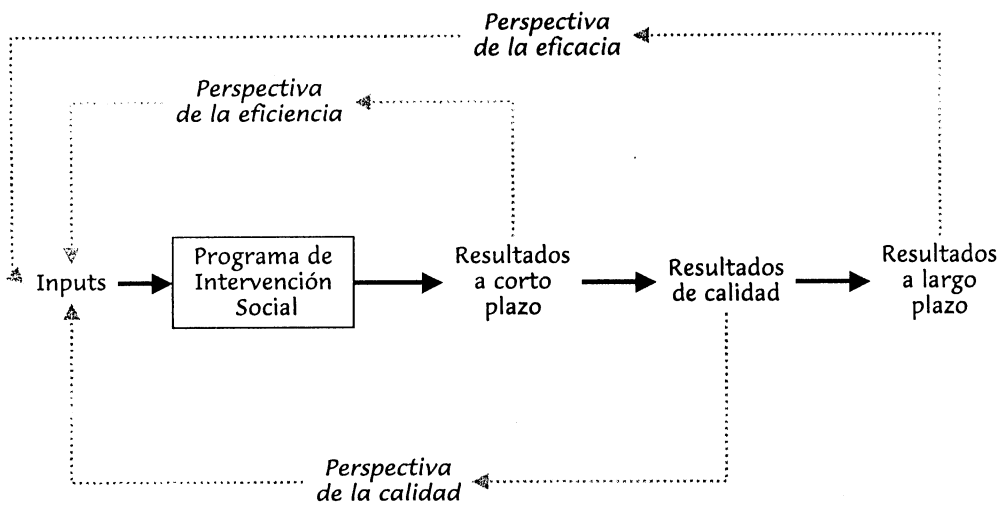 Perspectiva
de la eficacia
Perspectiva
de la eficiencia
Inputs
Programa de
Intervención
Social
Resultados
a corto
plazo
Resultados
de calidad
Resultados
a largo
plazo
Perspectiva
de la calidad